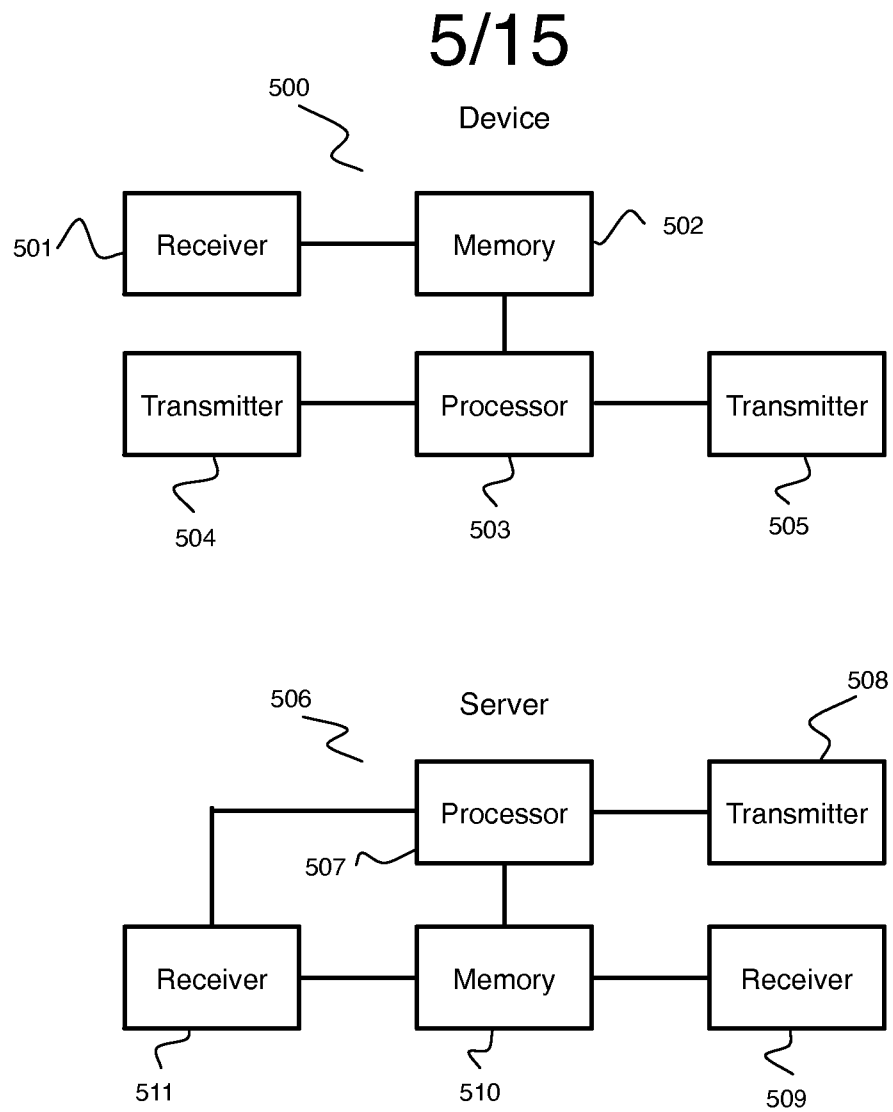 5/15
500
Device
501
Receiver
Memory
502
Transmitter
Processor
Transmitter
504
503
505
506
Server
508
Processor
Transmitter
507
Receiver
Memory
Receiver
511
510
509